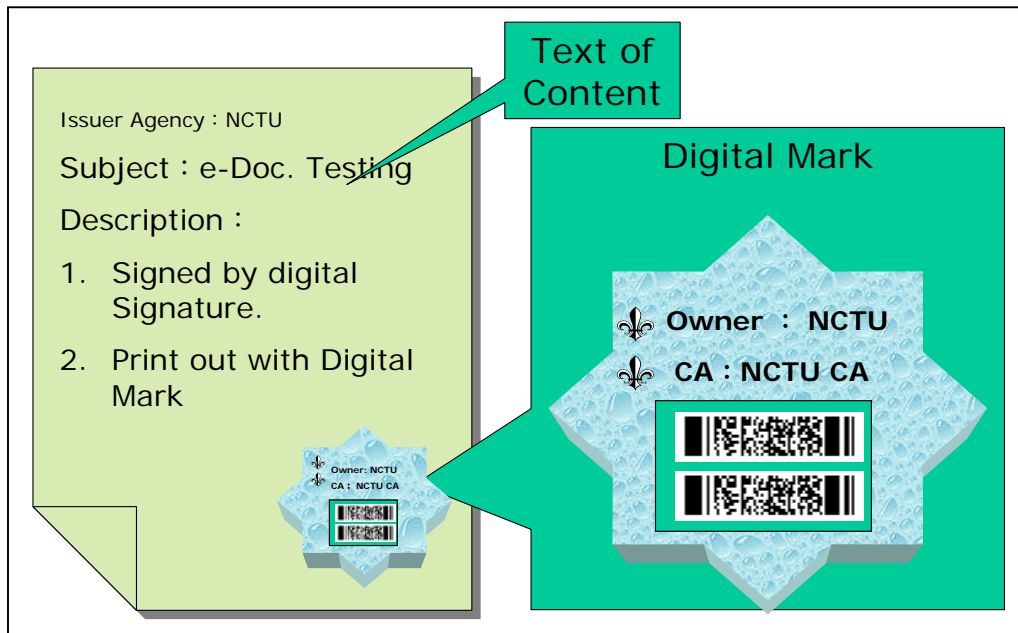 Text of
Content
Issuer Agency：NCTU
Subject：e-Doc. Testing
Description：
1. Signed by digital
Signature.
2. Print out with Digital
Mark
Owner: NCTU
CA： NCTU CA
Digital Mark
Owner ： NCTU
CA：NCTU CA